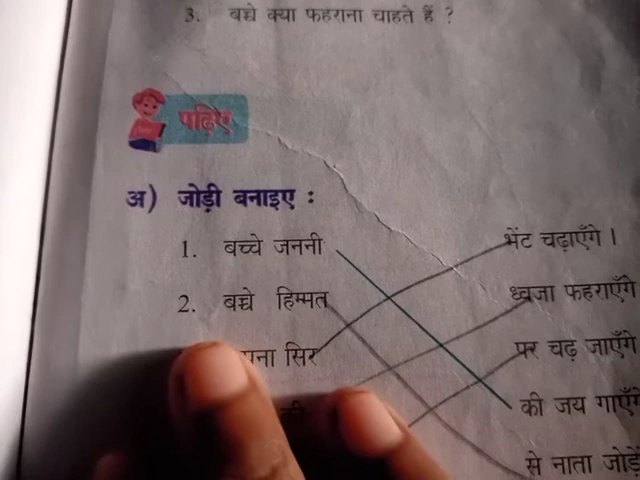 3. बच्चे क्या फहराना चाहते हैं ?
पढ़िए
अ) जोड़ी बनाइए :
1. बच्चे जननी
भेंट चढ़ाएँगे ।
2. बच्चे हिम्मत
ध्वजा फहराएँगे
सिर
पर चढ़ जाएँगे
की जय गाएँगे
से नाता जोड़ें